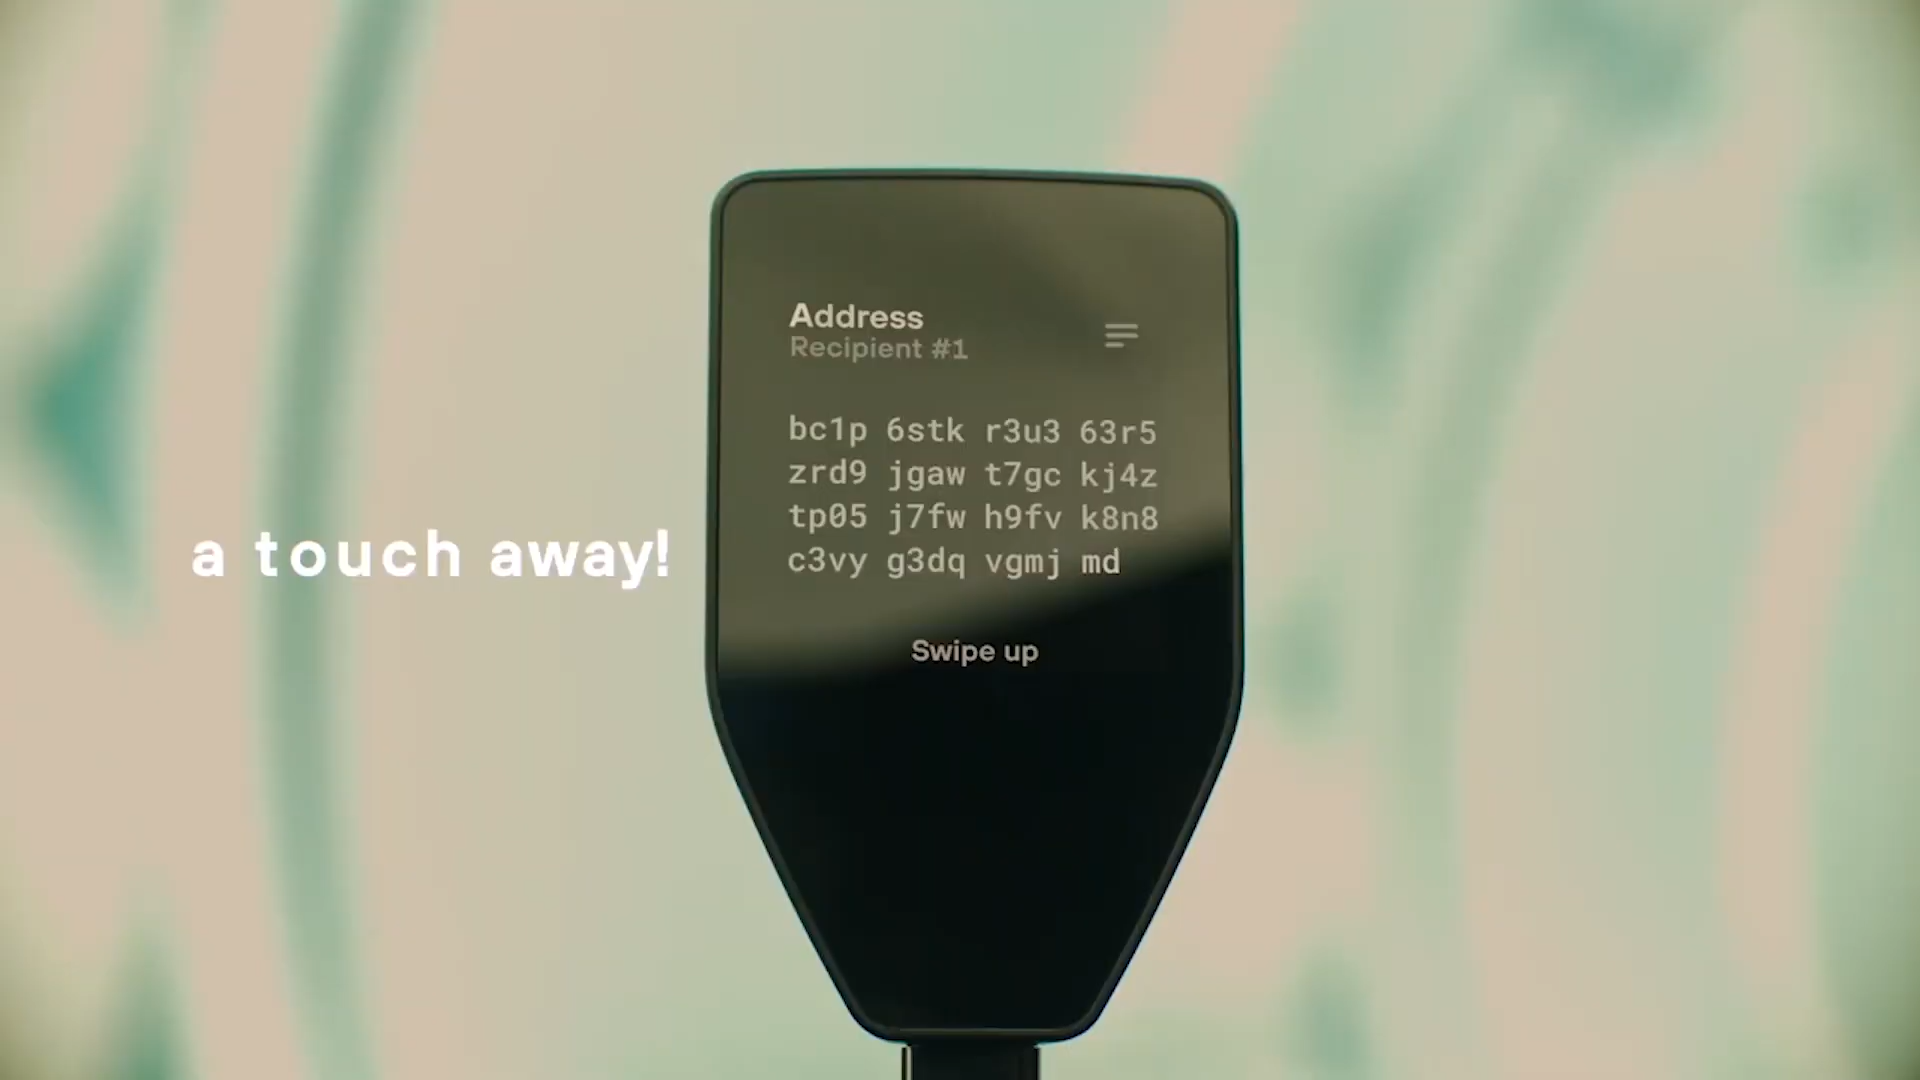 a touch away!
Address
Recipient #1
bc1p 6stk r3u3 63r5
zrd9 jgaw t7gc kj4z
tp05 j7fw h9fv k8n8
c3vy g3dq vgmj md
Swipe up